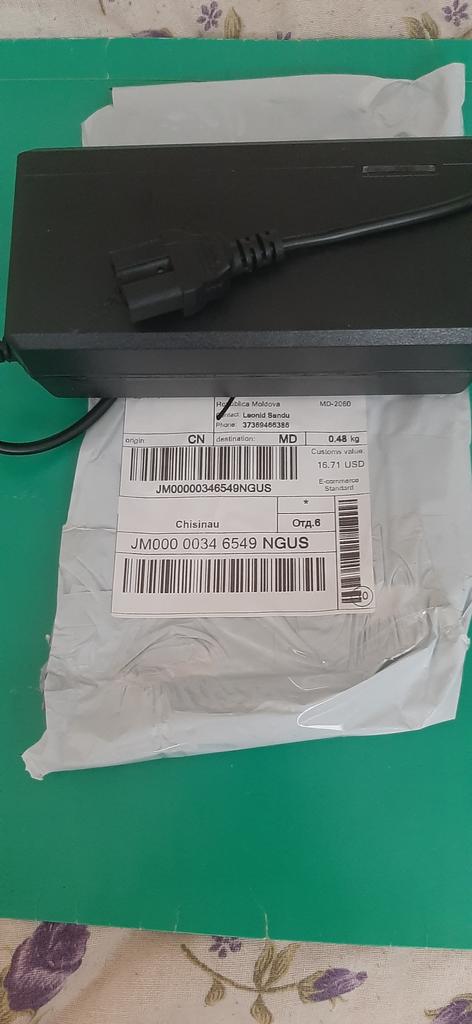 Republica Moldova MD-2060
Contact: Leonid Sandu
Phone: 37369466386
origin: CN destination: MD 0.48 kg
Customs value:
16.71 USD
JM00000346549NGUS
E-commerce
Standard
*
Chisinau Отд.6
JM000 0034 6549 NGUS